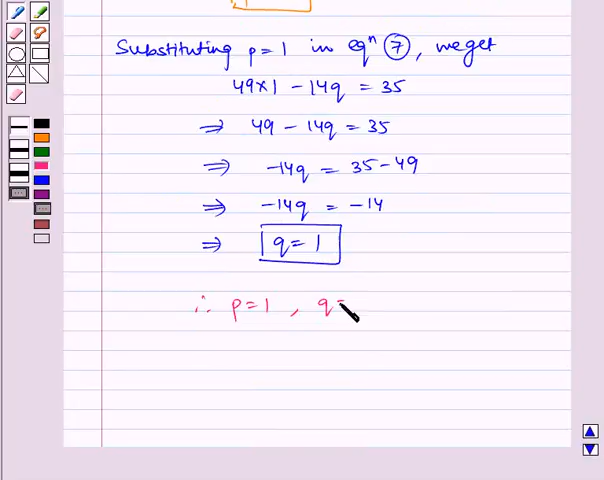 Substituting p = 1 in eqⁿ ⑦, we get
49×1 − 14q = 35
⇒ 49 − 14q = 35
⇒ −14q = 35 − 49
⇒ −14q = −14
⇒ q = 1
∴ p = 1 , q =